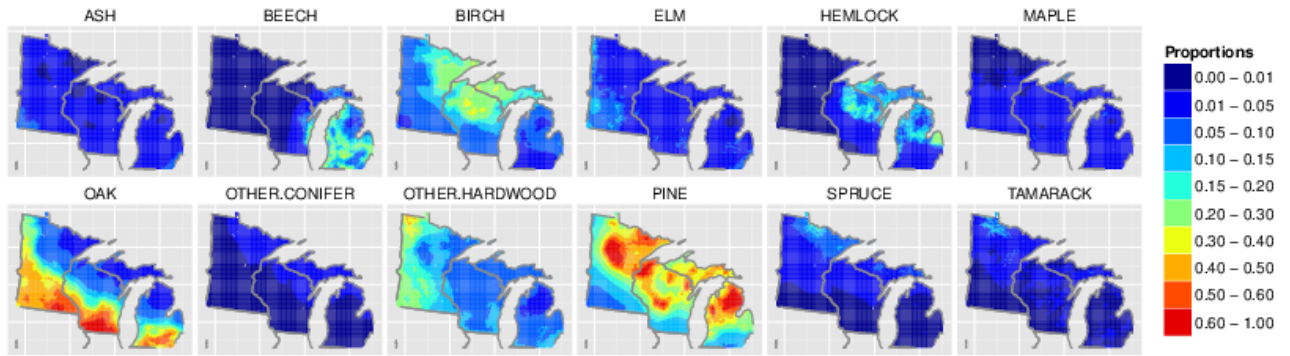 ASH BEECH BIRCH ELM HEMLOCK MAPLE
OAK OTHER.CONIFER OTHER.HARDWOOD PINE SPRUCE TAMARACK
Proportions
0.00 – 0.01
0.01 – 0.05
0.05 – 0.10
0.10 – 0.15
0.15 – 0.20
0.20 – 0.30
0.30 – 0.40
0.40 – 0.50
0.50 – 0.60
0.60 – 1.00